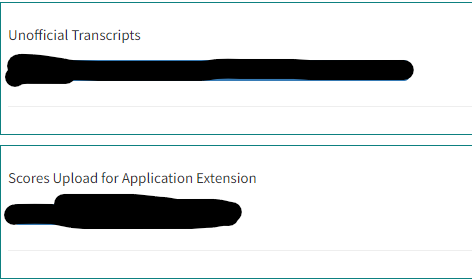 Unofficial Transcripts
Scores Upload for Application Extension